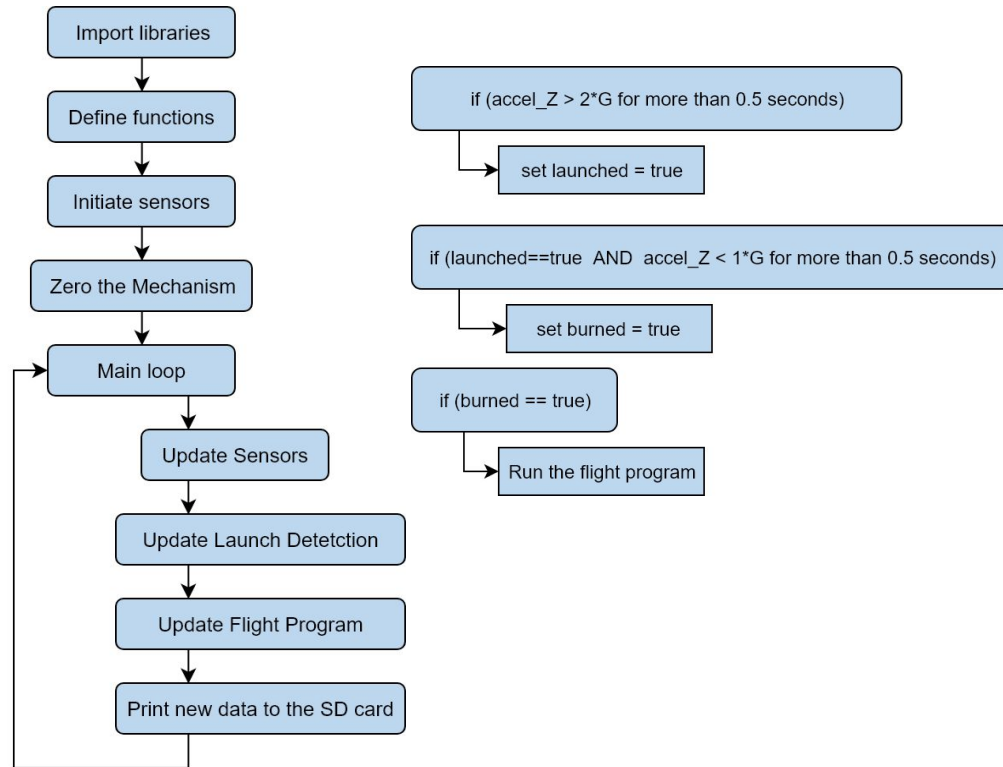 Import libraries
Define functions
Initiate sensors
Zero the Mechanism
Main loop
Update Sensors
Update Launch Detetction
Update Flight Program
Print new data to the SD card
if (accel_Z > 2*G for more than 0.5 seconds)
set launched = true
if (launched==true  AND  accel_Z < 1*G for more than 0.5 seconds)
set burned = true
if (burned == true)
Run the flight program